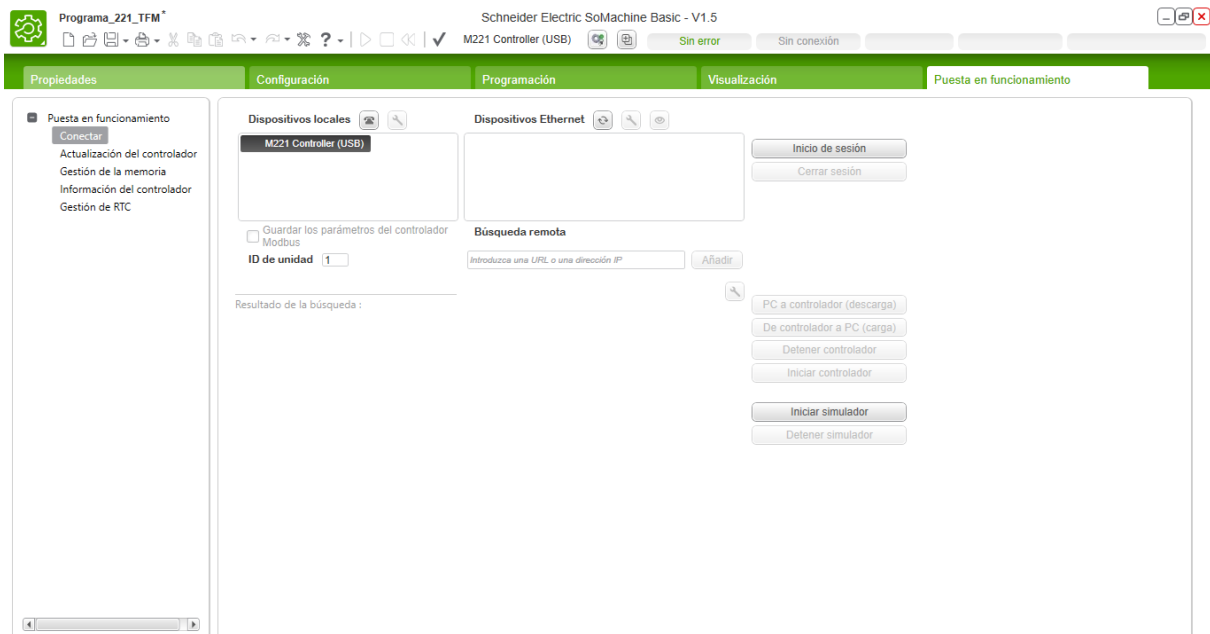 Programa_221_TFM*
Schneider Electric SoMachine Basic - V1.5
M221 Controller (USB)
Sin error
Sin conexión
Propiedades
Configuración
Programación
Visualización
Puesta en funcionamiento
Puesta en funcionamiento
Conectar
Actualización del controlador
Gestión de la memoria
Información del controlador
Gestión de RTC
Dispositivos locales
M221 Controller (USB)
Guardar los parámetros del controlador
Modbus
ID de unidad 1
Resultado de la búsqueda :
Dispositivos Ethernet
Búsqueda remota
Introduzca una URL o una dirección IP
Añadir
Inicio de sesión
Cerrar sesión
PC a controlador (descarga)
De controlador a PC (carga)
Detener controlador
Iniciar controlador
Iniciar simulador
Detener simulador